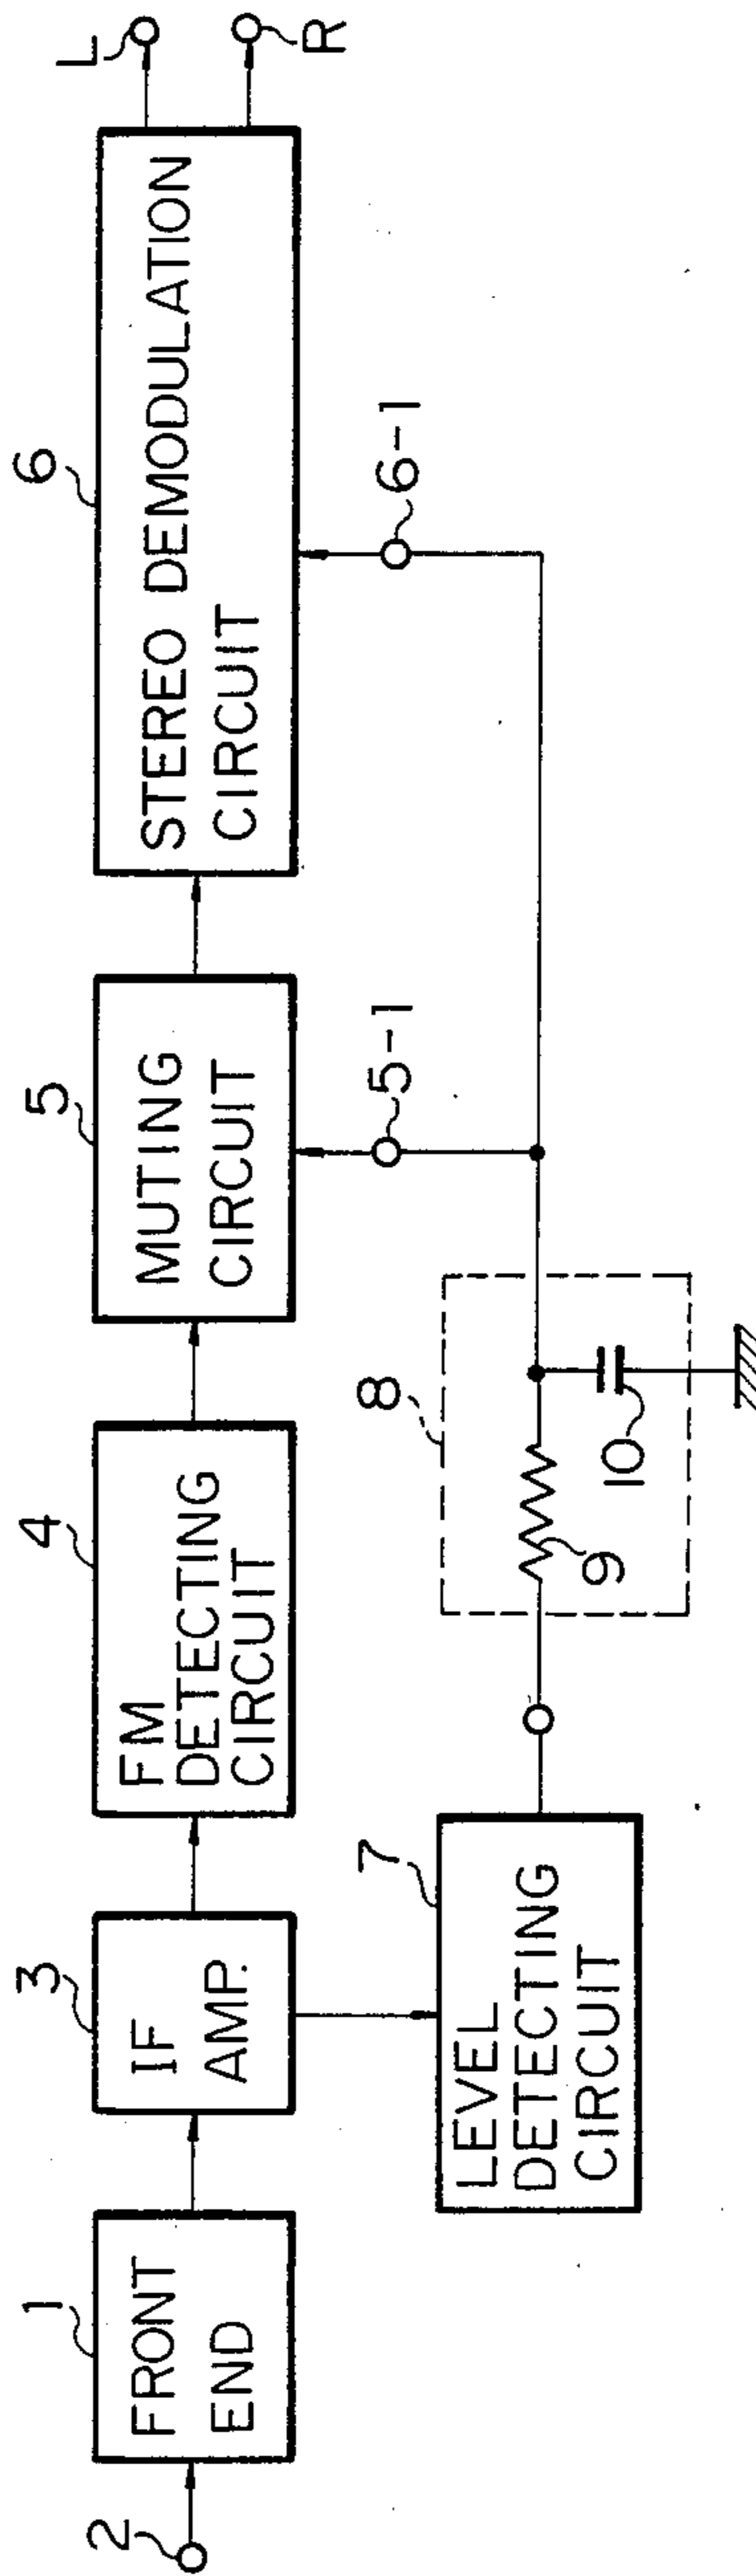 2
1
FRONT
END
3
IF
AMP.
4
FM
DETECTING
CIRCUIT
5
MUTING
CIRCUIT
6
STEREO DEMODULATION
CIRCUIT
L
R
5-1
6-1
7
LEVEL
DETECTING
CIRCUIT
8
9
10